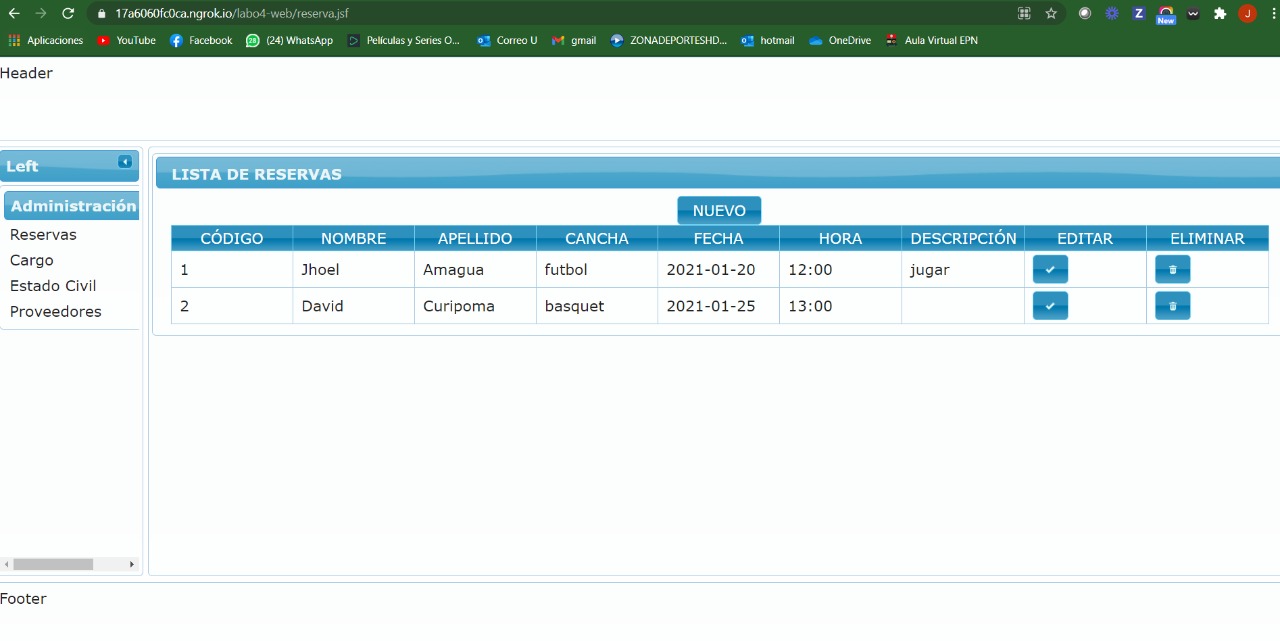 17a6060fc0ca.ngrok.io/labo4-web/reserva.jsf
Z
New
J
Aplicaciones YouTube Facebook 28 (24) WhatsApp Películas y Series O... Correo U gmail ZONADEPORTESHD... hotmail OneDrive Aula Virtual EPN
Header
Left
Administración
Reservas
Cargo
Estado Civil
Proveedores
LISTA DE RESERVAS
NUEVO
CÓDIGO NOMBRE APELLIDO CANCHA FECHA HORA DESCRIPCIÓN EDITAR ELIMINAR
1 Jhoel Amagua futbol 2021-01-20 12:00 jugar
2 David Curipoma basquet 2021-01-25 13:00
Footer